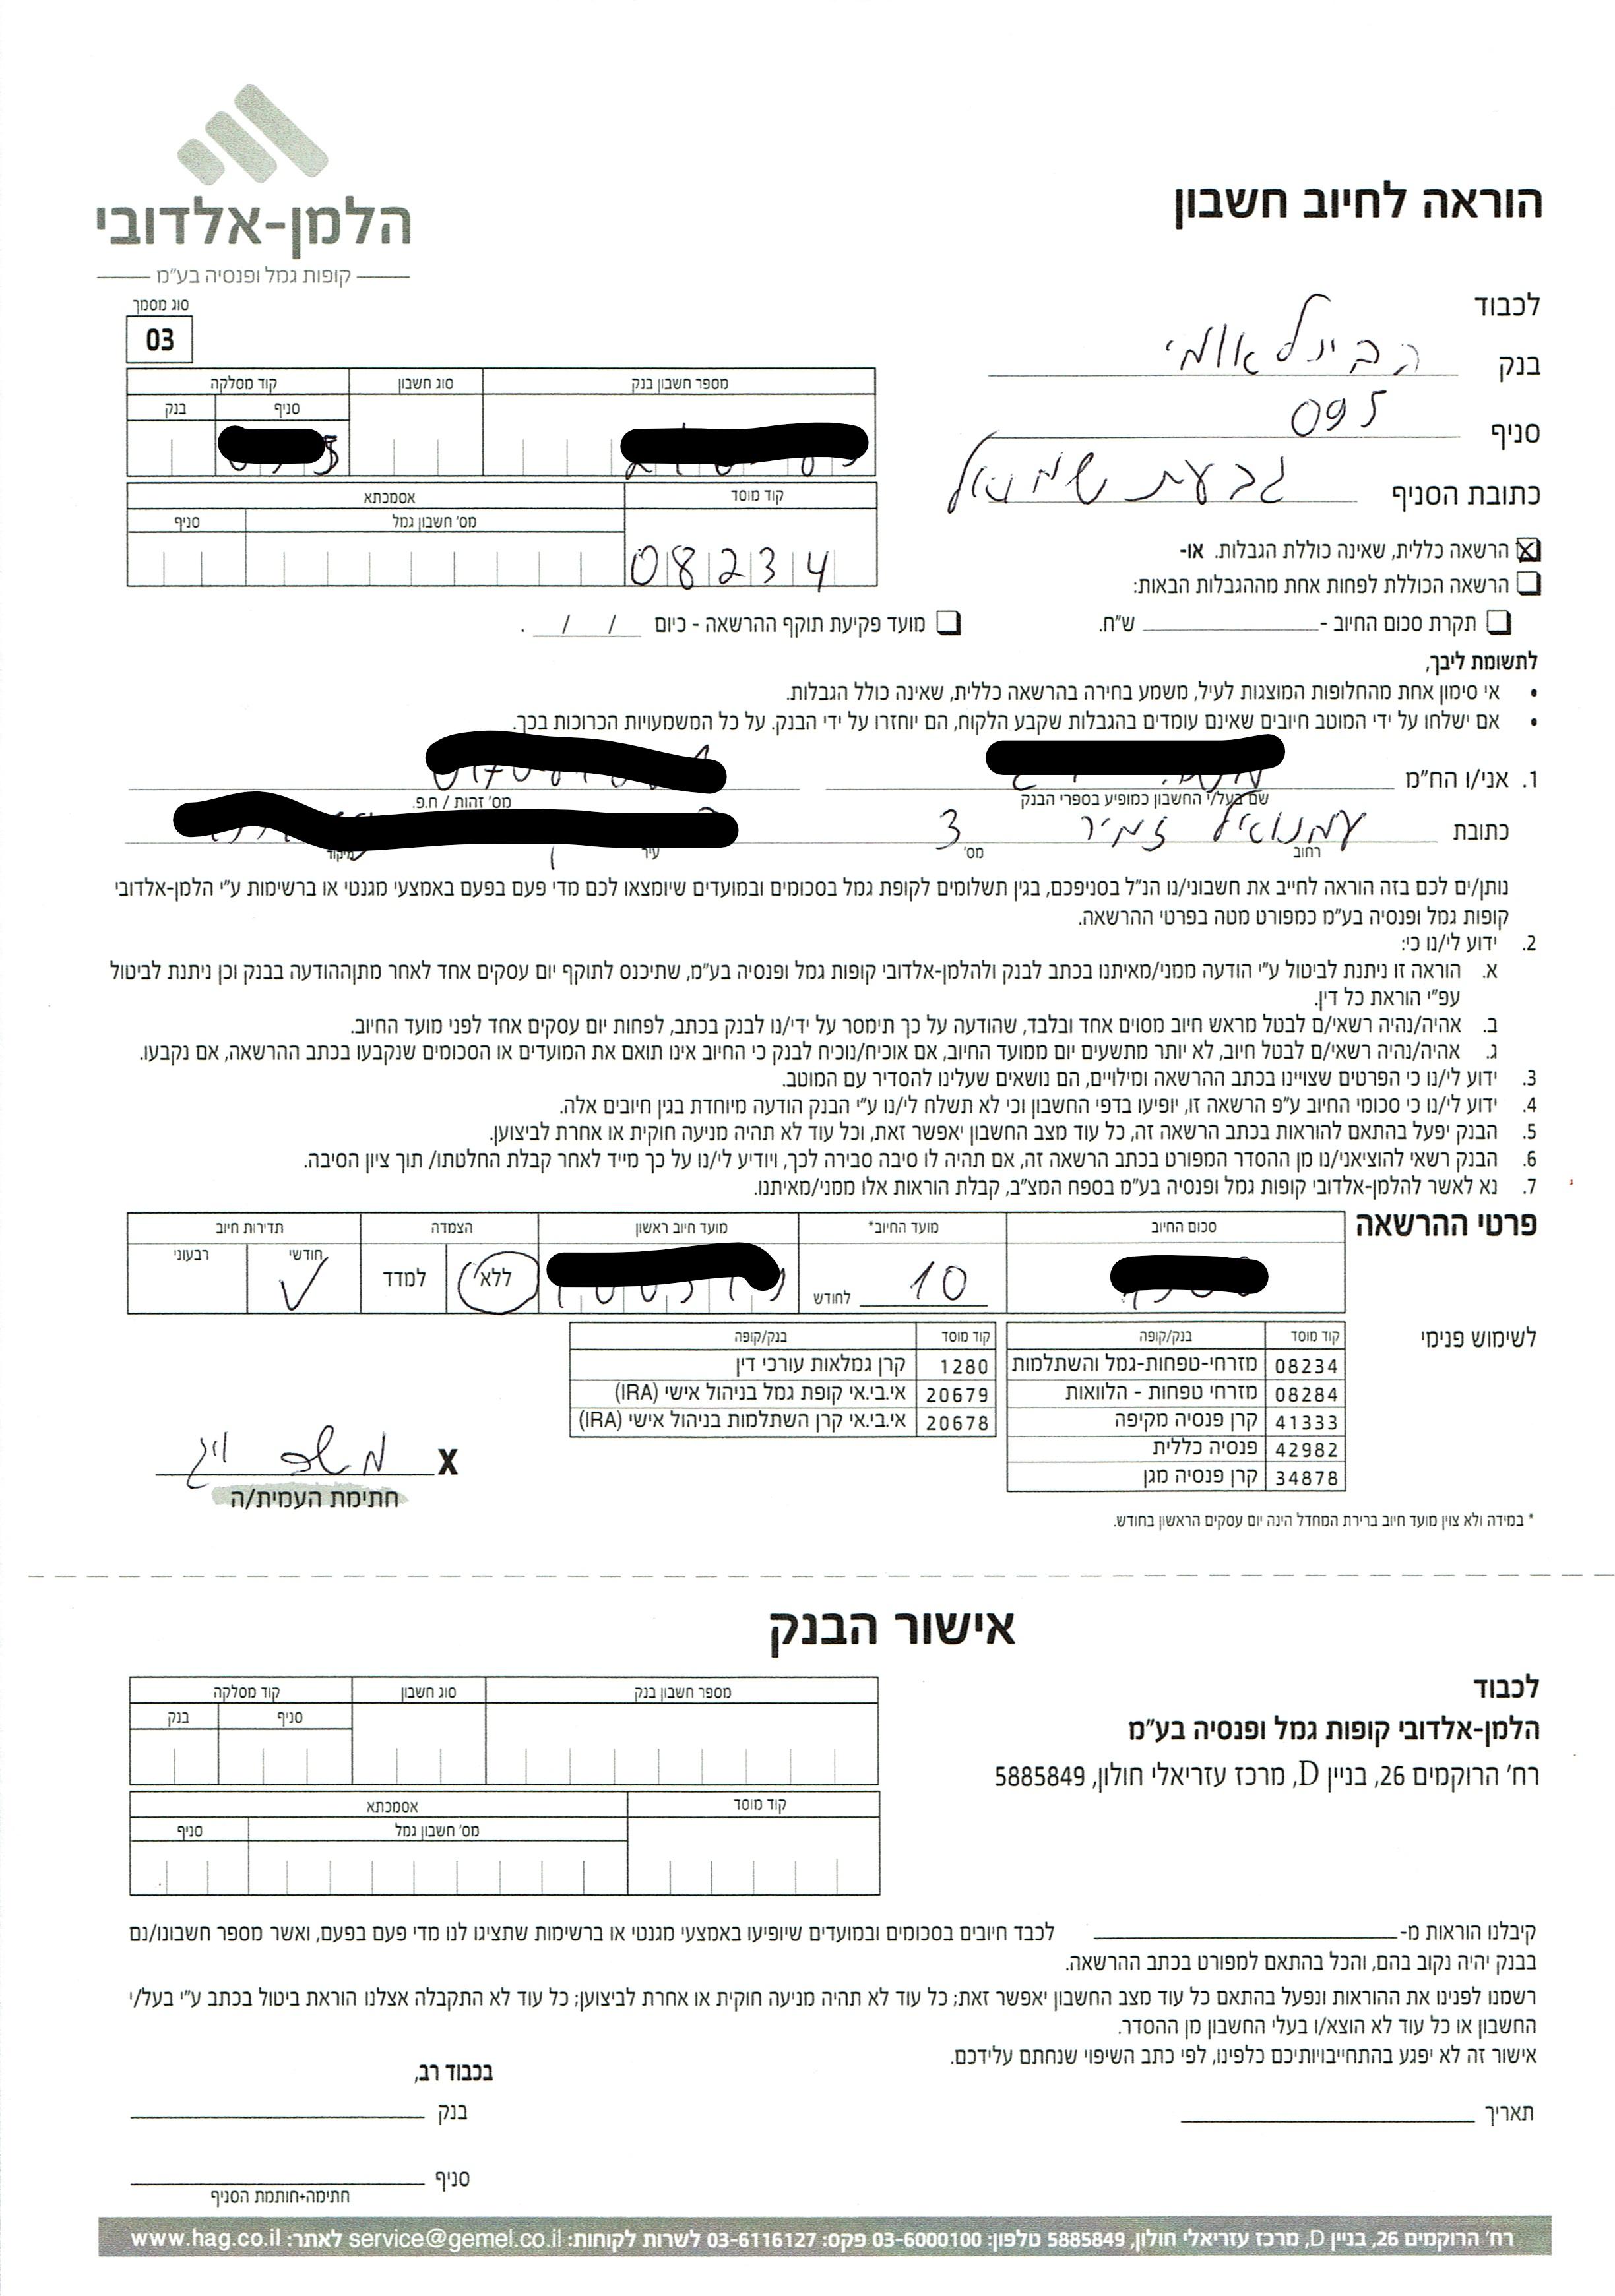 הלמן-אלדובי
קופות גמל ופנסיה בע"מ
הוראה לחיוב חשבון
סוג מסמך
03
לכבוד
בנק הבינלאומי
סניף 095
כתובת הסניף גבעת שמואל
מספר חשבון בנק סוג חשבון קוד מסלקה
סניף בנק
קוד מוסד אסמכתא
מס' חשבון גמל סניף
08234
הרשאה כללית, שאינה כוללת הגבלות. או-
הרשאה הכוללת לפחות אחת מההגבלות הבאות:
תקרת סכום החיוב - ש"ח. מועד פקיעת תוקף ההרשאה - כיום / / .
לתשומת ליבך,
• אי סימון אחת מהחלופות המוצגות לעיל, משמע בחירה בהרשאה כללית, שאינה כולל הגבלות.
• אם ישלחו על ידי המוטב חיובים שאינם עומדים בהגבלות שקבע הלקוח, הם יוחזרו על ידי הבנק. על כל המשמעויות הכרוכות בכך.
1. אני/ו הח"מ
שם בעל/י החשבון כמופיע בספרי הבנק מס' זהות / ח.פ.
כתובת עמנואל זמיר 3
רחוב מס' עיר מיקוד
נותן/ים לכם בזה הוראה לחייב את חשבוני/נו הנ"ל בסניפכם, בגין תשלומים לקופת גמל בסכומים ובמועדים שיומצאו לכם מדי פעם בפעם באמצעי מגנטי או ברשימות ע"י הלמן-אלדובי
קופות גמל ופנסיה בע"מ כמפורט מטה בפרטי ההרשאה.
2. ידוע לי/נו כי:
א. הוראה זו ניתנת לביטול ע"י הודעה ממני/מאיתנו בכתב לבנק ולהלמן-אלדובי קופות גמל ופנסיה בע"מ, שתיכנס לתוקף יום עסקים אחד לאחר מתןההודעה בבנק וכן ניתנת לביטול
עפ"י הוראת כל דין.
ב. אהיה/נהיה רשאי/ם לבטל מראש חיוב מסוים אחד ובלבד, שהודעה על כך תימסר על ידי/נו לבנק בכתב, לפחות יום עסקים אחד לפני מועד החיוב.
ג. אהיה/נהיה רשאי/ם לבטל חיוב, לא יותר מתשעים יום ממועד החיוב, אם אוכיח/נוכיח לבנק כי החיוב אינו תואם את המועדים או הסכומים שנקבעו בכתב ההרשאה, אם נקבעו.
3. ידוע לי/נו כי הפרטים שצויינו בכתב ההרשאה ומילויים, הם נושאים שעלינו להסדיר עם המוטב.
4. ידוע לי/נו כי סכומי החיוב ע"פ הרשאה זו, יופיעו בדפי החשבון וכי לא תשלח לי/נו ע"י הבנק הודעה מיוחדת בגין חיובים אלה.
5. הבנק יפעל בהתאם להוראות בכתב הרשאה זה, כל עוד מצב החשבון יאפשר זאת, וכל עוד לא תהיה מניעה חוקית או אחרת לביצוען.
6. הבנק רשאי להוציאני/נו מן ההסדר המפורט בכתב הרשאה זה, אם תהיה לו סיבה סבירה לכך, ויודיע לי/נו על כך מייד לאחר קבלת החלטתו/ תוך ציון הסיבה.
7. נא לאשר להלמן-אלדובי קופות גמל ופנסיה בע"מ בספח המצ"ב, קבלת הוראות אלו ממני/מאיתנו.
פרטי ההרשאה
סכום החיוב מועד החיוב* מועד חיוב ראשון הצמדה תדירות חיוב
10 לחודש ללא למדד חודשי רבעוני
לשימוש פנימי
קוד מוסד בנק/קופה קוד מוסד בנק/קופה
08234 מזרחי-טפחות-גמל והשתלמות 1280 קרן גמלאות עורכי דין
08284 מזרחי טפחות - הלוואות 20679 אי.בי.אי קופת גמל בניהול אישי (IRA)
41333 קרן פנסיה מקיפה 20678 אי.בי.אי קרן השתלמות בניהול אישי (IRA)
42982 פנסיה כללית
34878 קרן פנסיה מגן
X
חתימת העמית/ה
* במידה ולא צוין מועד חיוב ברירת המחדל הינה יום עסקים הראשון בחודש.
אישור הבנק
לכבוד
הלמן-אלדובי קופות גמל ופנסיה בע"מ
רח' הרוקמים 26, בניין D, מרכז עזריאלי חולון, 5885849
מספר חשבון בנק סוג חשבון קוד מסלקה
סניף בנק
קוד מוסד אסמכתא
מס' חשבון גמל סניף
קיבלנו הוראות מ- לכבד חיובים בסכומים ובמועדים שיופיעו באמצעי מגנטי או ברשימות שתציגו לנו מדי פעם בפעם, ואשר מספר חשבונו/נם
בבנק יהיה נקוב בהם, והכל בהתאם למפורט בכתב ההרשאה.
רשמנו לפנינו את ההוראות ונפעל בהתאם כל עוד מצב החשבון יאפשר זאת; כל עוד לא תהיה מניעה חוקית או אחרת לביצוען; כל עוד לא התקבלה אצלנו הוראת ביטול בכתב ע"י בעל/י
החשבון או כל עוד לא הוצא/ו בעלי החשבון מן ההסדר.
אישור זה לא יפגע בהתחייבויותיכם כלפינו, לפי כתב השיפוי שנחתם עלידכם.
בכבוד רב,
תאריך בנק
סניף
חתימה+חותמת הסניף
רח' הרוקמים 26, בניין D, מרכז עזריאלי חולון, 5885849 טלפון: 03-6000100 פקס: 03-6116127 לשרות לקוחות: service@gemel.co.il לאתר: www.hag.co.il